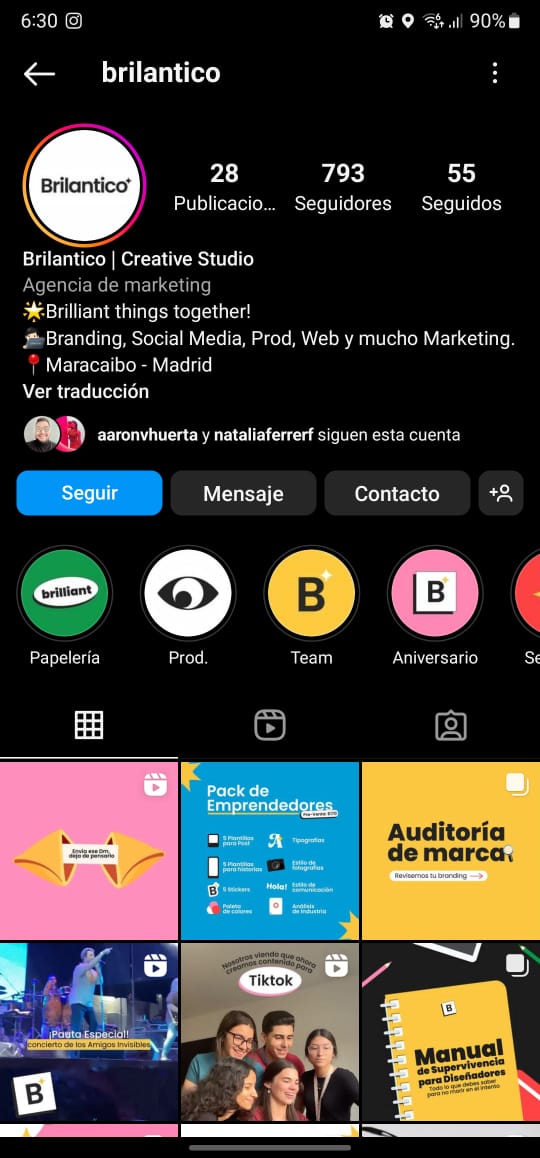 6:30
90%
brilantico
Brilantico
28
793
55
Publicacio...
Seguidores
Seguidos
Brilantico | Creative Studio
Agencia de marketing
🌟Brilliant things together!
👨🏻‍💻Branding, Social Media, Prod, Web y mucho Marketing.
📍Maracaibo - Madrid
Ver traducción
aaronvhuerta y nataliaferrerf siguen esta cuenta
Seguir
Mensaje
Contacto
brilliant
B
B
Papelería
Prod.
Team
Aniversario
Se
Envia ese Dm,
deja de pensarlo
Pack de
Emprendedores
Pre-Venta: $70
5 Plantillas
para Post
Tipografías
5 Plantillas
para historias
Estilo de
fotografías
5 Stickers
Hola!
Estilo de
comunicación
Paleta
de colores
Análisis
de Industria
Auditoría
de marca
Revisemos tu branding
¡Pauta Especial!
concierto de los Amigos Invisibles
B
Nosotros viendo que ahora
creamos contenido para
Tiktok
B
Manual
de Supervivencia
para Diseñadores
Todo lo que debes saber
para no morir en el intento